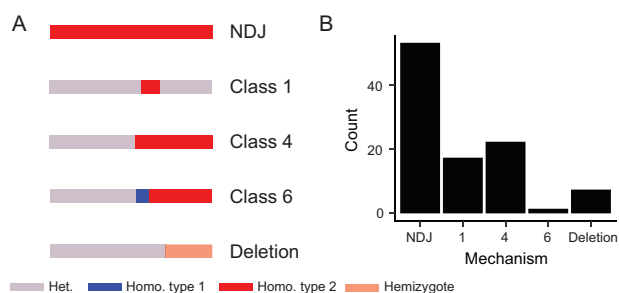 A
NDJ
Class 1
Class 4
Class 6
Deletion
Het.
Homo. type 1
Homo. type 2
Hemizygote
B
Count
40
20
0
NDJ
1
4
6
Deletion
Mechanism